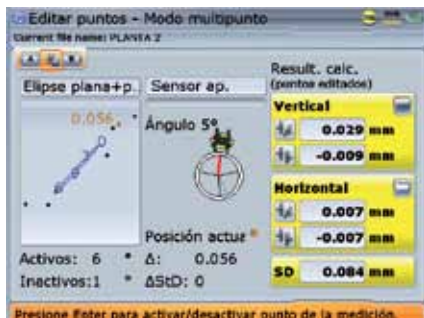 Editar puntos - Modo multipunto
Current file name: PLANTA 2
Elipse plana+p.
Sensor ap.
0.056
Ángulo 5°
Posición actua
Activos: 6
Δ: 0.056
Inactivos:1
ΔStD: 0
Result. calc.
(puntos editados)
Vertical
0.029 mm
-0.009 mm
Horizontal
0.007 mm
-0.007 mm
SD 0.084 mm
Presione Enter para activar/desactivar punto de la medición.